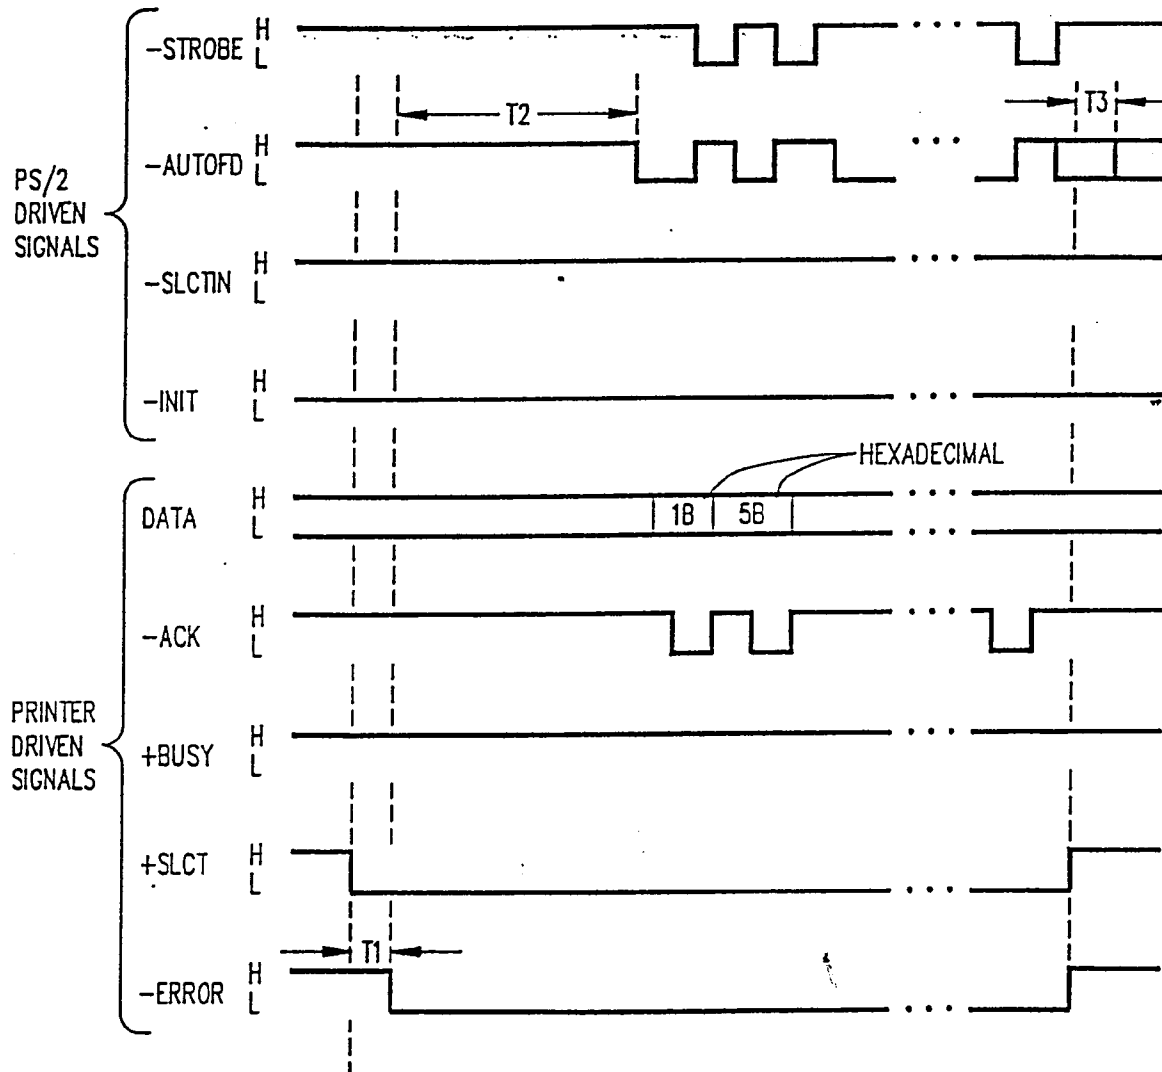 PS/2
DRIVEN
SIGNALS
-STROBE H
L
T2
T3
-AUTOFD H
L
-SLCTIN H
L
-INIT H
L
HEXADECIMAL
PRINTER
DRIVEN
SIGNALS
DATA H
L
1B 5B
-ACK H
L
+BUSY H
L
+SLCT H
L
T1
-ERROR H
L